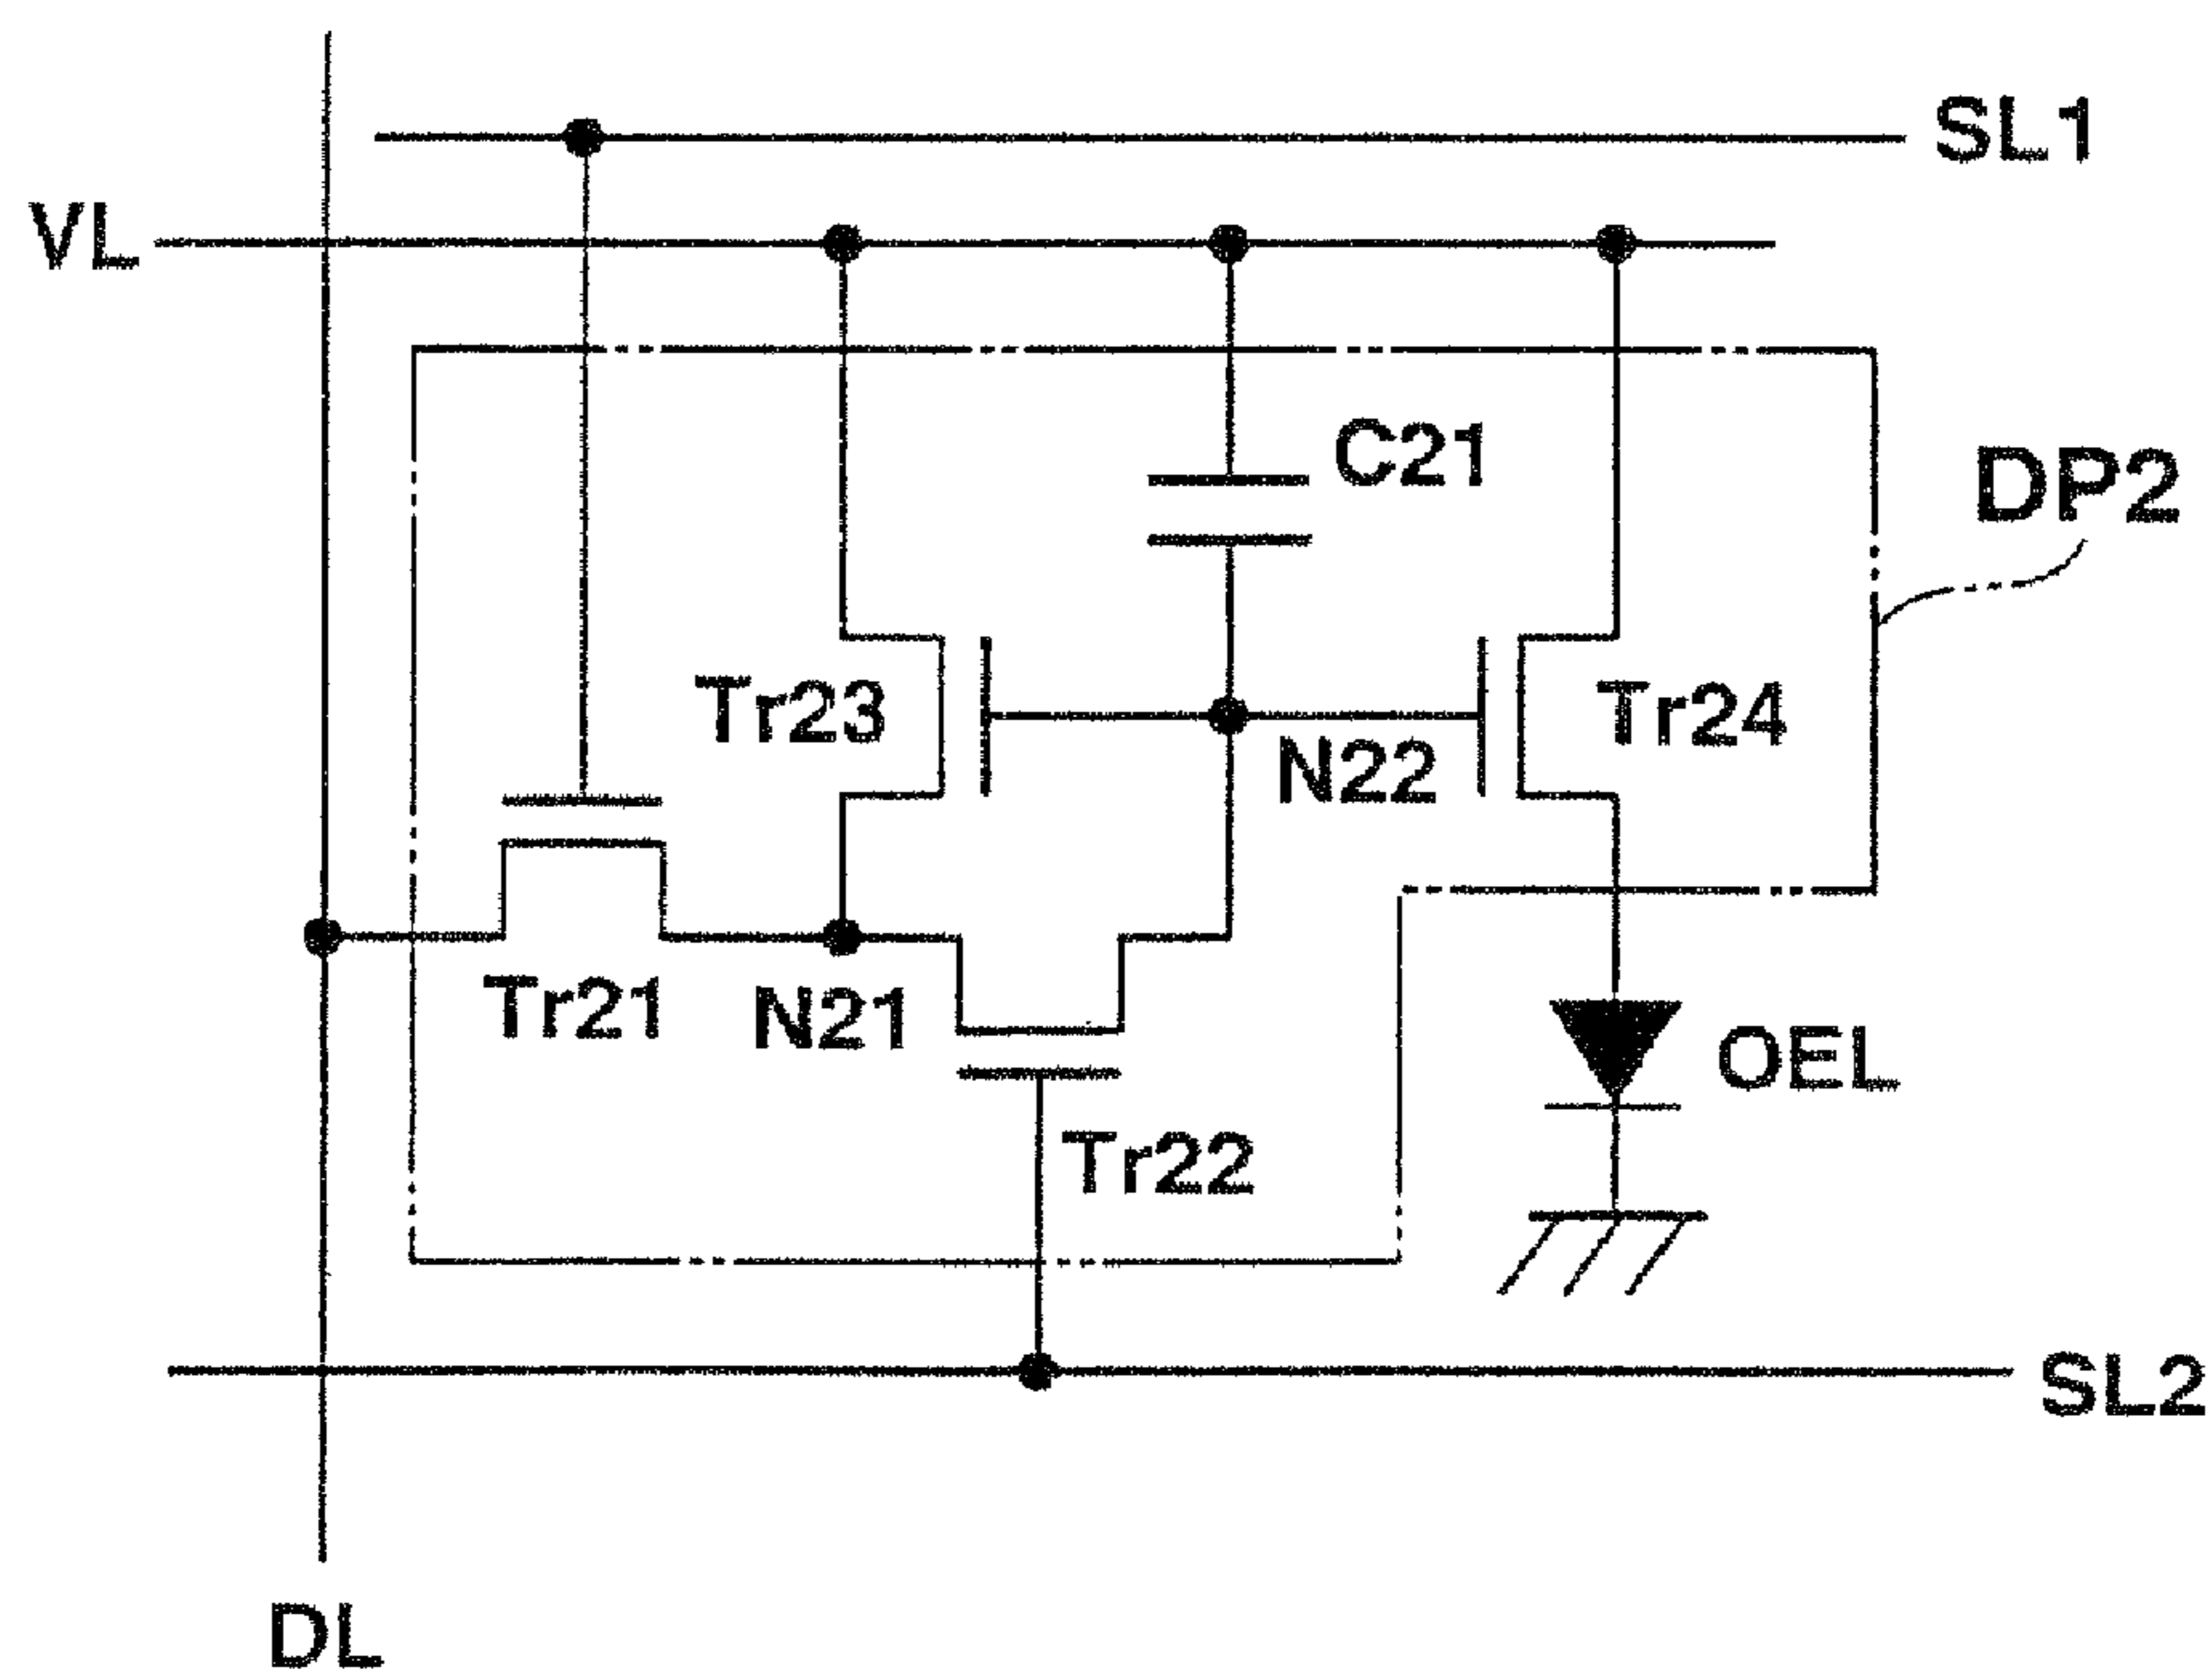 SL1
VL
C21
DP2
Tr23
Tr24
N22
Tr21
N21
OEL
Tr22
SL2
DL